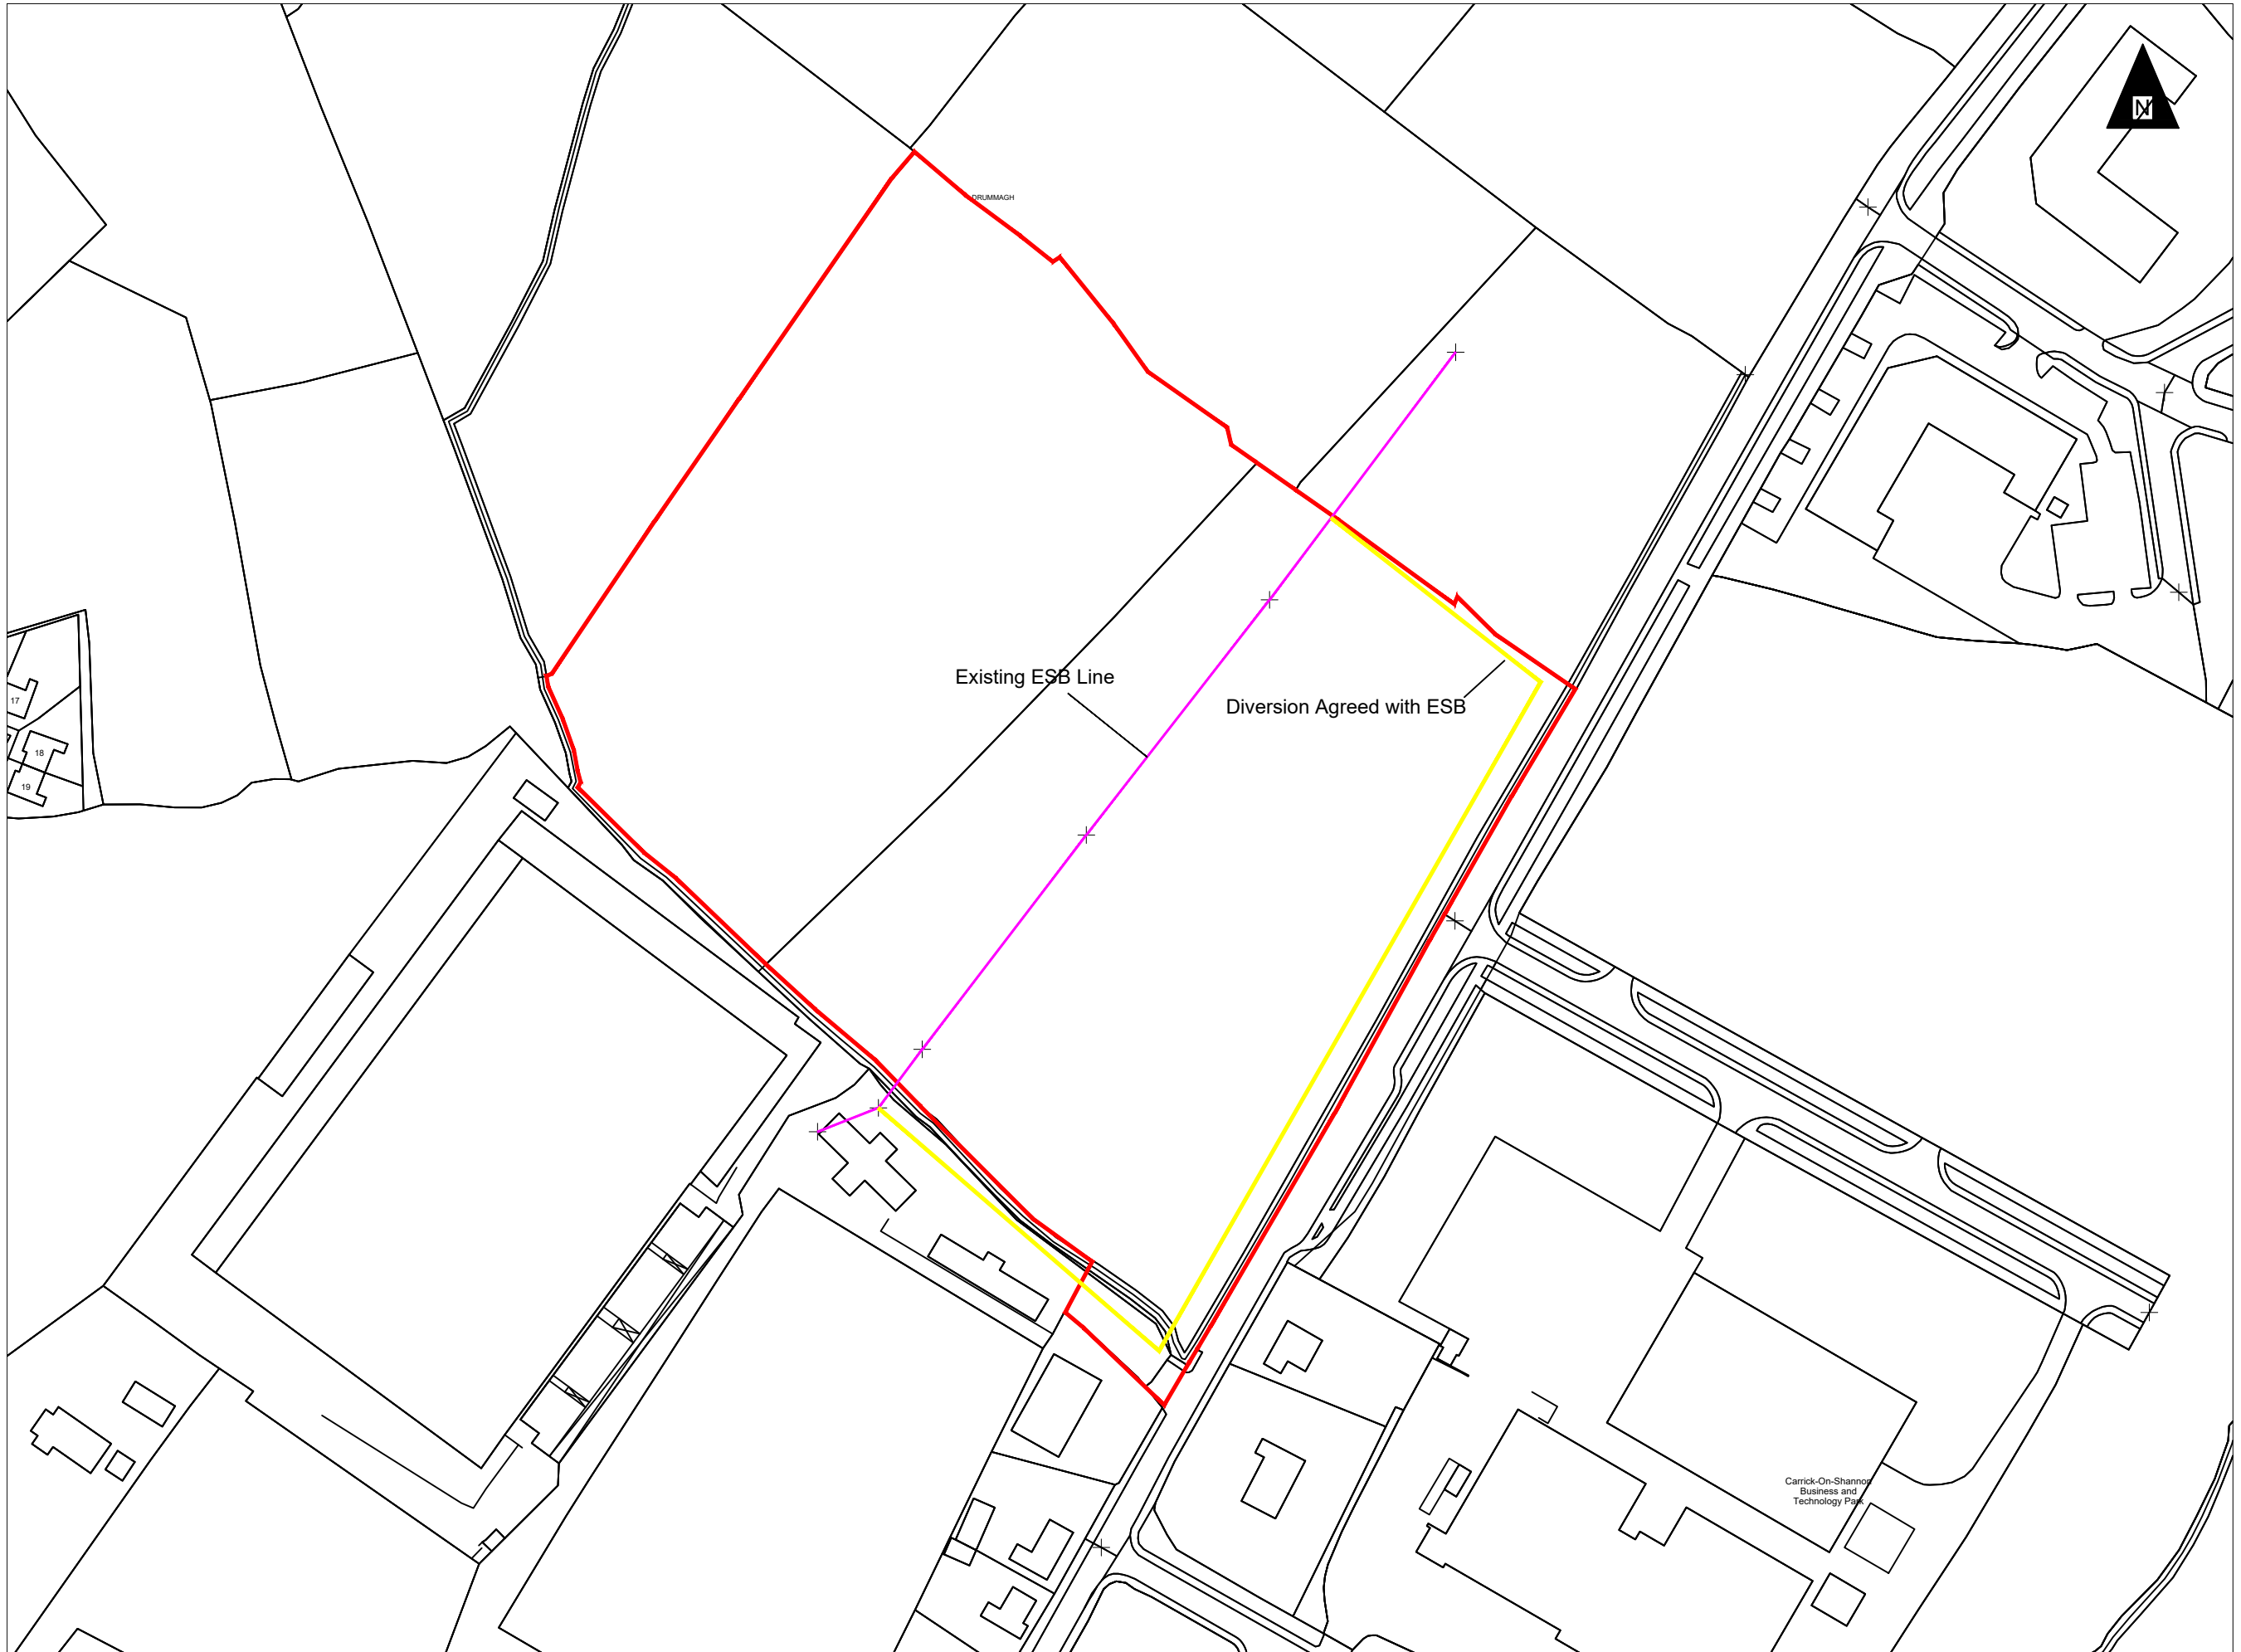 N
DRUMMAGH
Existing ESB Line
Diversion Agreed with ESB
17
18
19
Carrick-On-Shannon
Business and
Technology Park